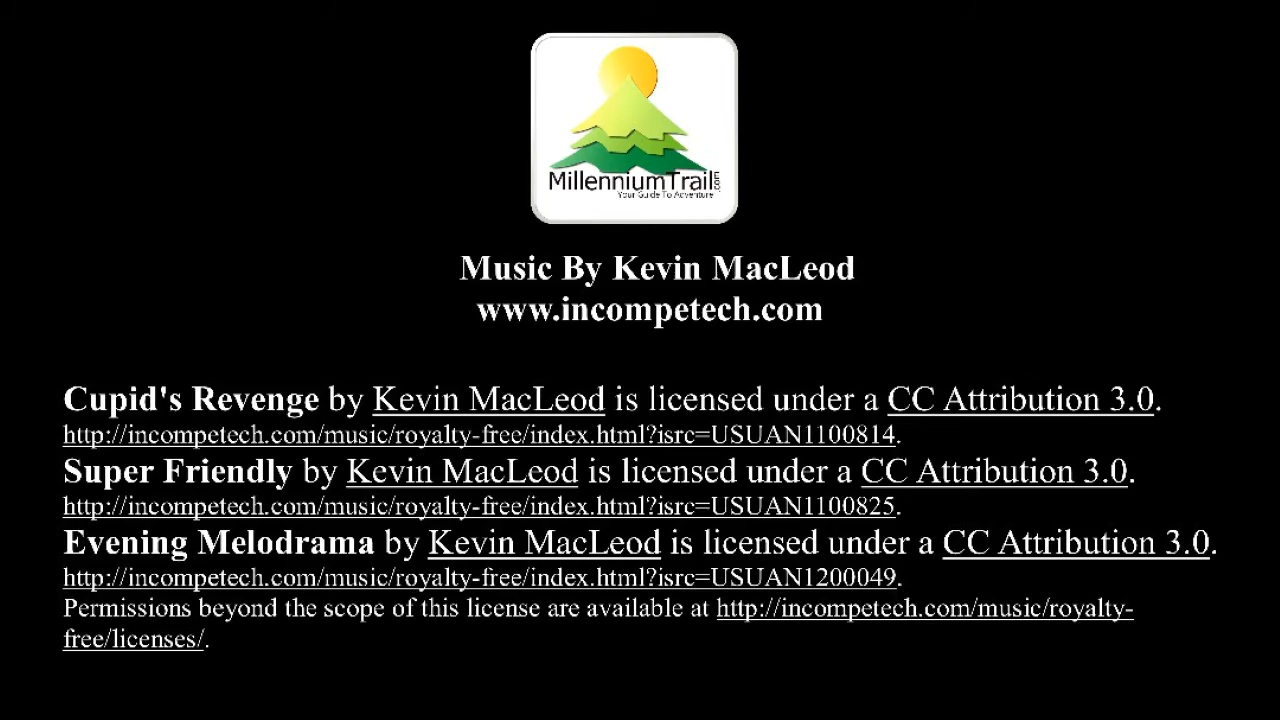 MillenniumTrail.com
Your Guide To Adventure
Music By Kevin MacLeod
www.incompetech.com
Cupid's Revenge by Kevin MacLeod is licensed under a CC Attribution 3.0.
http://incompetech.com/music/royalty-free/index.html?isrc=USUAN1100814.
Super Friendly by Kevin MacLeod is licensed under a CC Attribution 3.0.
http://incompetech.com/music/royalty-free/index.html?isrc=USUAN1100825.
Evening Melodrama by Kevin MacLeod is licensed under a CC Attribution 3.0.
http://incompetech.com/music/royalty-free/index.html?isrc=USUAN1200049.
Permissions beyond the scope of this license are available at http://incompetech.com/music/royalty-
free/licenses/.